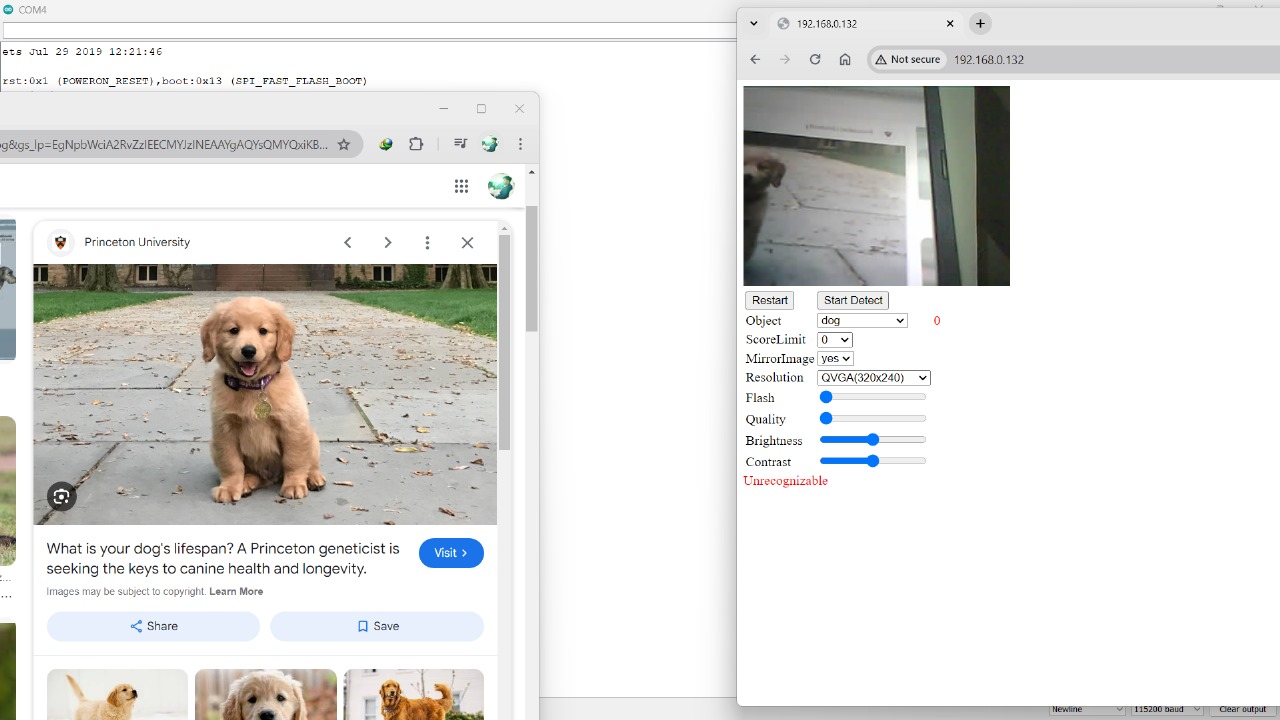 COM4
ets Jul 29 2019 12:21:46
rst:0x1 (POWERON_RESET),boot:0x13 (SPI_FAST_FLASH_BOOT)
Princeton University
What is your dog's lifespan? A Princeton geneticist is
seeking the keys to canine health and longevity.
Visit
Images may be subject to copyright. Learn More
Share
Save
192.168.0.132
Not secure
192.168.0.132
Restart
Start Detect
Object dog 0
ScoreLimit 0
MirrorImage yes
Resolution QVGA(320x240)
Flash
Quality
Brightness
Contrast
Unrecognizable
Newline
115200 baud
Clear output